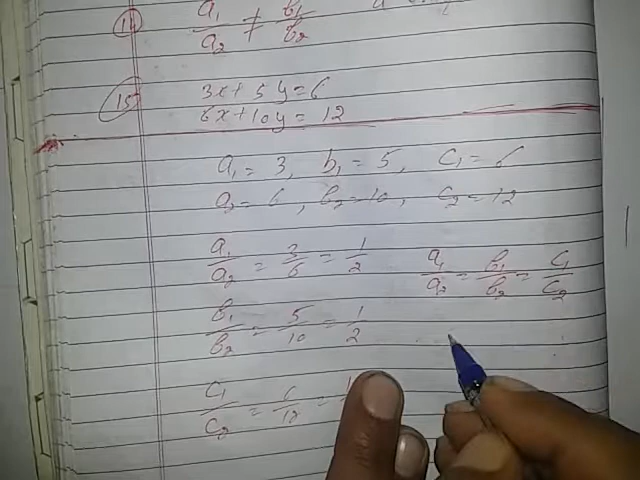 a₁/a₂ ≠ b₁/b₂
15 3x+5y=6
6x+10y=12
a₁=3, b₁=5, c₁=6
a₂=6, b₂=10, c₂=12
a₁/a₂ = 3/6 = 1/2
a₁/a₂ = b₁/b₂ = c₁/c₂
b₁/b₂ = 5/10 = 1/2
c₁/c₂ = 6/12 =